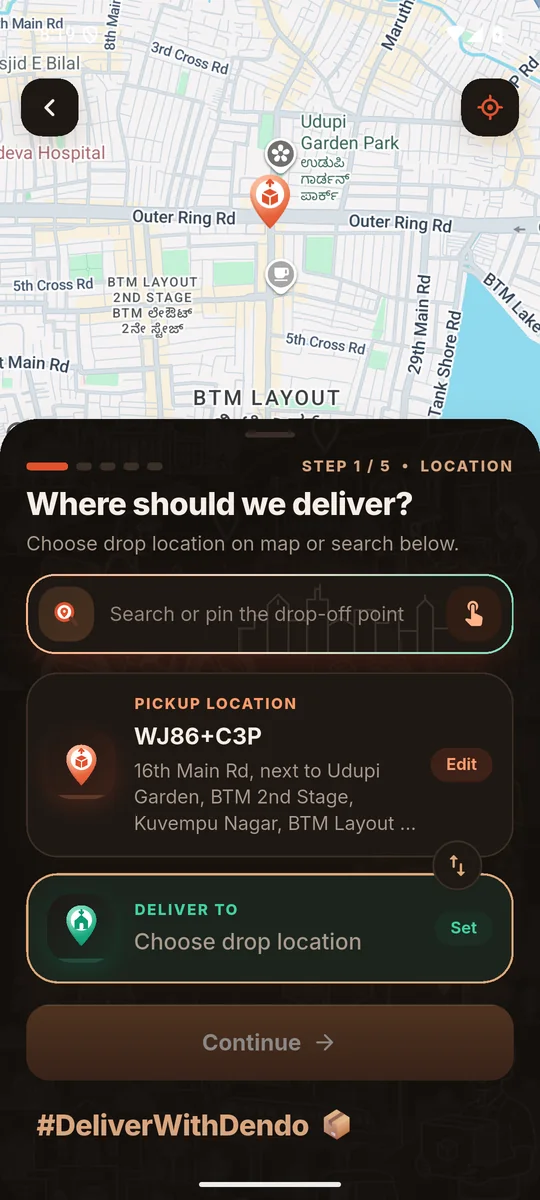 8th Main
Maruth
3rd Cross Rd
sjid E Bilal
P Rd
Udupi
Garden Park
ಉಡುಪಿ
ಗಾರ್ಡನ್
ಪಾರ್ಕ್
deva Hospital
Outer Ring Rd
Outer Ring Rd
5th Cross Rd
BTM LAYOUT
2ND STAGE
BTM ಲೇಔಟ್
2ನೇ ಸ್ಟೇಜ್
29th Main Rd
BTM Lake
Tank Shore Rd
5th Cross Rd
t Main Rd
BTM LAYOUT
STEP 1 / 5 • LOCATION
Where should we deliver?
Choose drop location on map or search below.
Search or pin the drop-off point
PICKUP LOCATION
WJ86+C3P
16th Main Rd, next to Udupi
Garden, BTM 2nd Stage,
Kuvempu Nagar, BTM Layout ...
Edit
DELIVER TO
Choose drop location
Set
Continue →
#DeliverWithDendo 📦